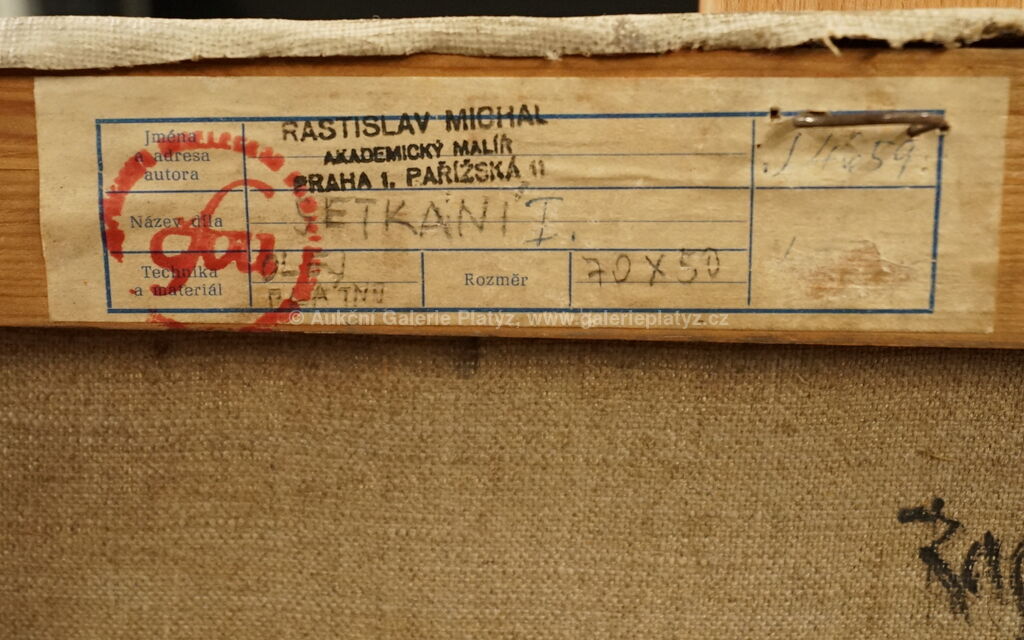 Jména
a adresa
autora
RASTISLAV MICHAL
AKADEMICKÝ MALÍŘ
PRAHA 1, PAŘÍŽSKÁ 11
Název díla
SETKÁNÍ I.
Technika
a materiál
OLEJ
PLÁTNO
Rozměr
70 X 50
© Aukční Galerie Platýz, www.galerieplatyz.cz